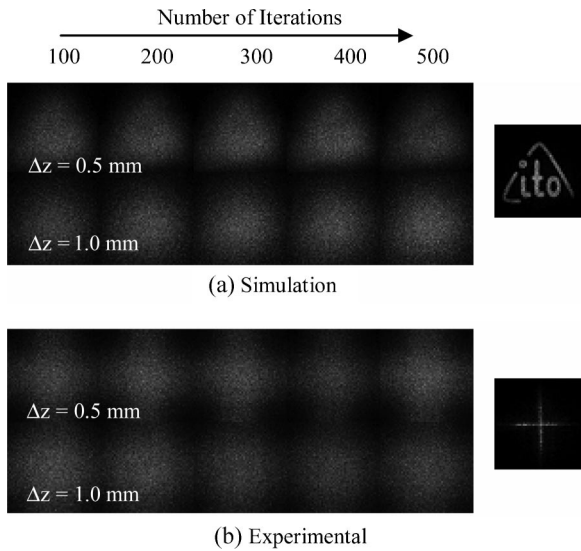 Number of Iterations
100 200 300 400 500
Δz = 0.5 mm
ito
Δz = 1.0 mm
(a) Simulation
Δz = 0.5 mm
Δz = 1.0 mm
(b) Experimental